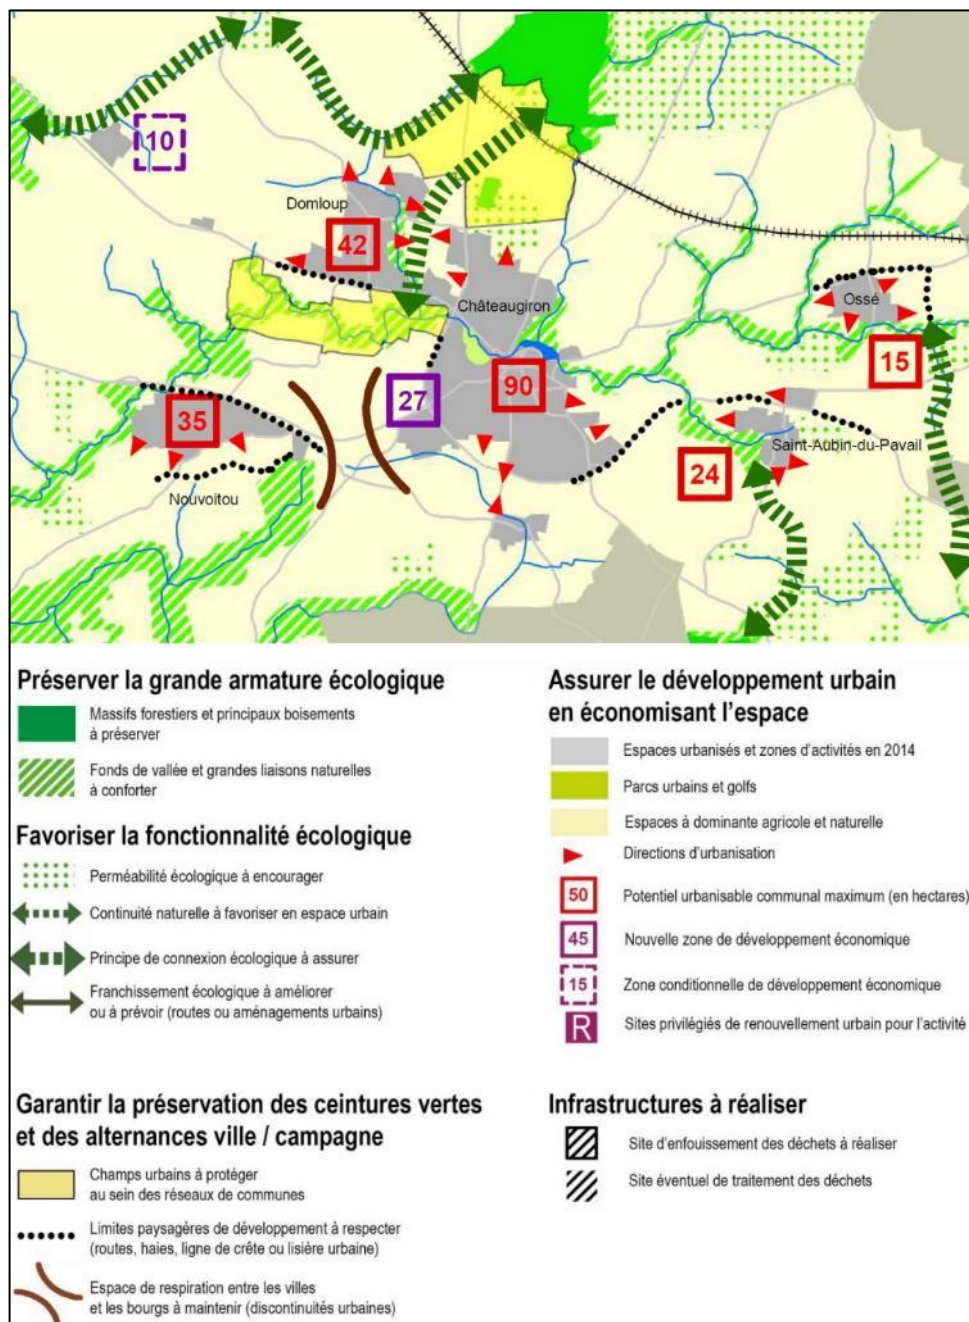 10
Domloup
42
Châteaugiron
Ossé
15
27
90
35
24
Saint-Aubin-du-Pavail
Nouvoitou
Préserver la grande armature écologique
Massifs forestiers et principaux boisements
à préserver
Fonds de vallée et grandes liaisons naturelles
à conforter
Favoriser la fonctionnalité écologique
Perméabilité écologique à encourager
Continuité naturelle à favoriser en espace urbain
Principe de connexion écologique à assurer
Franchissement écologique à améliorer
ou à prévoir (routes ou aménagements urbains)
Garantir la préservation des ceintures vertes
et des alternances ville / campagne
Champs urbains à protéger
au sein des réseaux de communes
Limites paysagères de développement à respecter
(routes, haies, ligne de crête ou lisière urbaine)
Espace de respiration entre les villes
et les bourgs à maintenir (discontinuités urbaines)
Assurer le développement urbain
en économisant l'espace
Espaces urbanisés et zones d'activités en 2014
Parcs urbains et golfs
Espaces à dominante agricole et naturelle
Directions d'urbanisation
50
Potentiel urbanisable communal maximum (en hectares)
45
Nouvelle zone de développement économique
15
Zone conditionnelle de développement économique
R
Sites privilégiés de renouvellement urbain pour l'activité
Infrastructures à réaliser
Site d'enfouissement des déchets à réaliser
Site éventuel de traitement des déchets